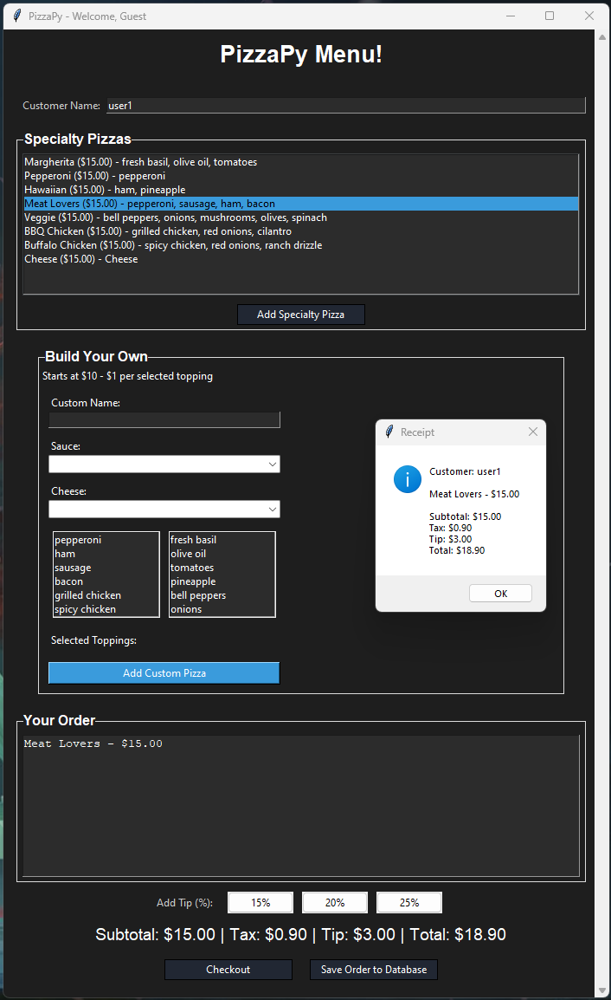 PizzaPy - Welcome, Guest
PizzaPy Menu!
Customer Name: user1
Specialty Pizzas
Margherita ($15.00) - fresh basil, olive oil, tomatoes
Pepperoni ($15.00) - pepperoni
Hawaiian ($15.00) - ham, pineapple
Meat Lovers ($15.00) - pepperoni, sausage, ham, bacon
Veggie ($15.00) - bell peppers, onions, mushrooms, olives, spinach
BBQ Chicken ($15.00) - grilled chicken, red onions, cilantro
Buffalo Chicken ($15.00) - spicy chicken, red onions, ranch drizzle
Cheese ($15.00) - Cheese
Add Specialty Pizza
Build Your Own
Starts at $10 - $1 per selected topping
Custom Name:
Sauce:
Cheese:
pepperoni
ham
sausage
bacon
grilled chicken
spicy chicken
fresh basil
olive oil
tomatoes
pineapple
bell peppers
onions
Selected Toppings:
Add Custom Pizza
Receipt
Customer: user1
Meat Lovers - $15.00
Subtotal: $15.00
Tax: $0.90
Tip: $3.00
Total: $18.90
OK
Your Order
Meat Lovers - $15.00
Add Tip (%): 15% 20% 25%
Subtotal: $15.00 | Tax: $0.90 | Tip: $3.00 | Total: $18.90
Checkout Save Order to Database